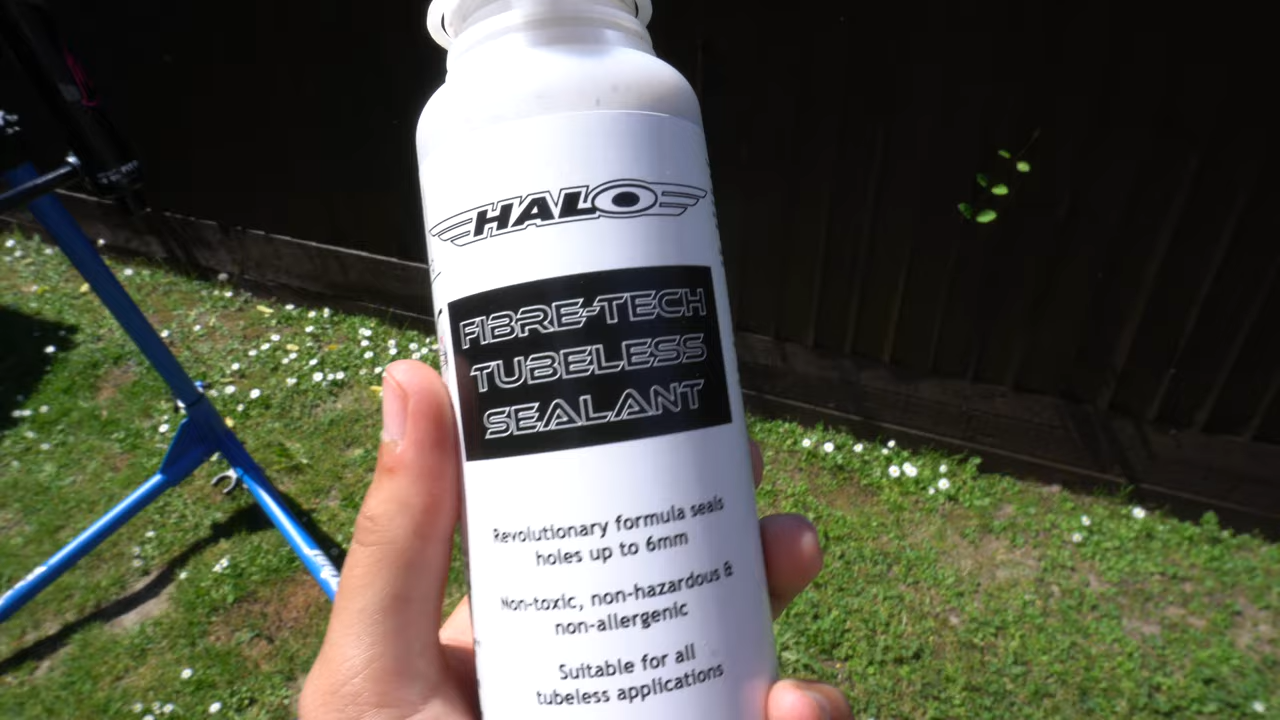 HALO
FIBRE-TECH
TUBELESS
SEALANT
Revolutionary formula seals
holes up to 6mm
Non-toxic, non-hazardous &
non-allergenic
Suitable for all
tubeless applications